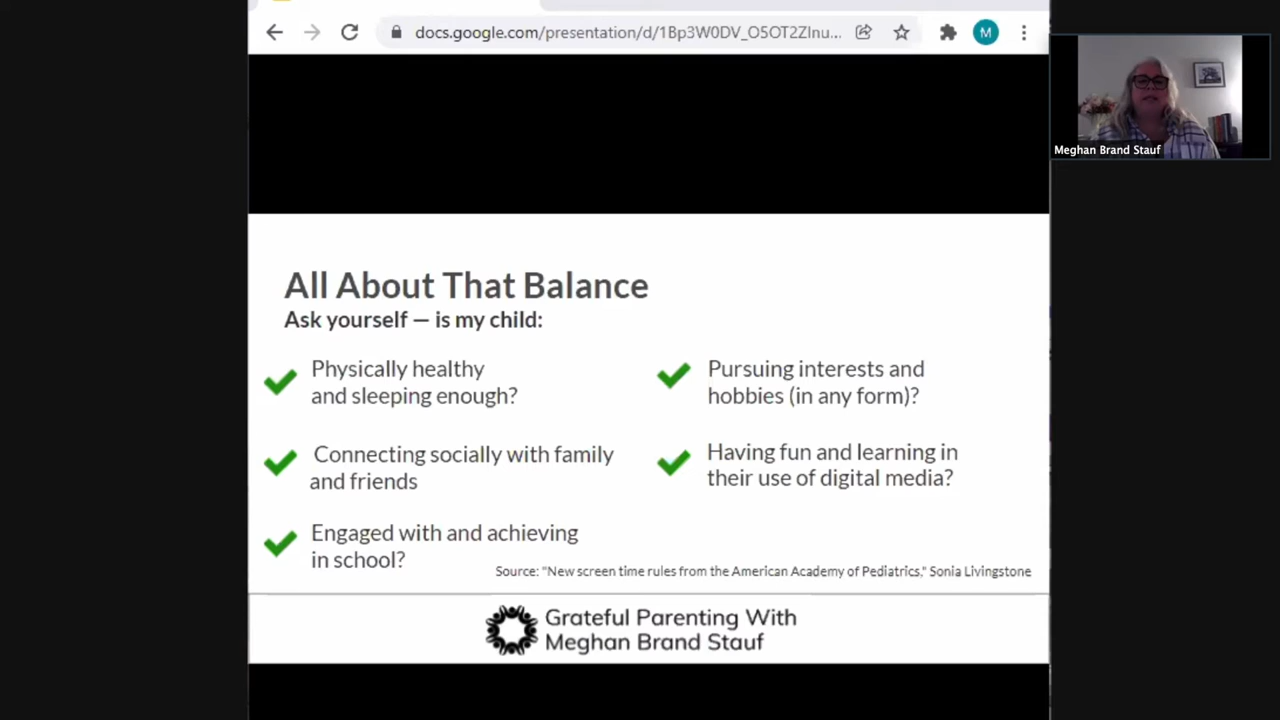 docs.google.com/presentation/d/1Bp3W0DV_O5OT2ZInu...
M
Meghan Brand Stauf
All About That Balance
Ask yourself — is my child:
Physically healthy
and sleeping enough?
Connecting socially with family
and friends
Engaged with and achieving
in school?
Pursuing interests and
hobbies (in any form)?
Having fun and learning in
their use of digital media?
Source: "New screen time rules from the American Academy of Pediatrics," Sonia Livingstone
Grateful Parenting With
Meghan Brand Stauf